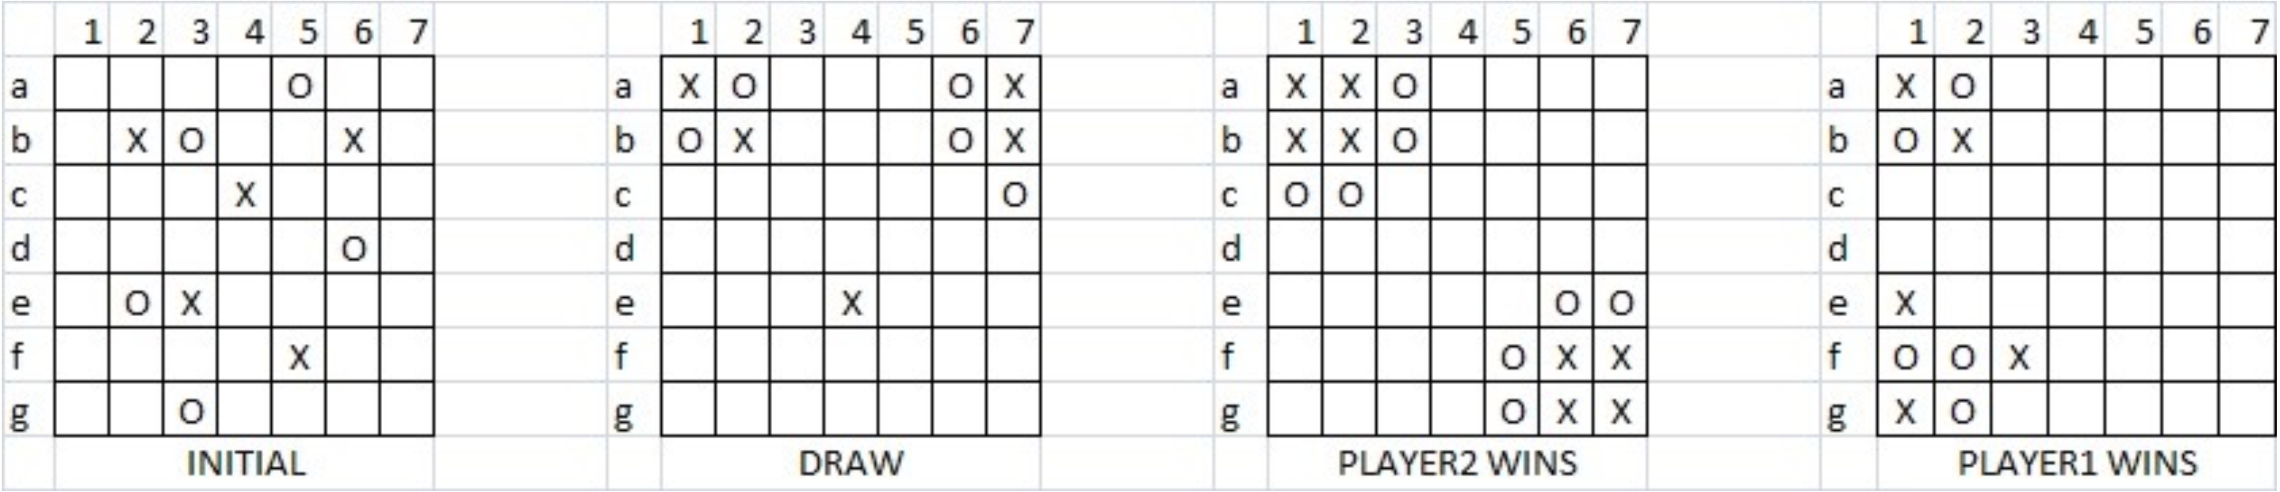 1 2 3 4 5 6 7 1 2 3 4 5 6 7 1 2 3 4 5 6 7 1 2 3 4 5 6 7
a O a X O O X a X X O a X O
b X O X b O X O X b X X O b O X
c X c O c O O c
d O d d d
e O X e X e O O e X
f X f f O X X f O O X
g O g g O X X g X O
INITIAL DRAW PLAYER2 WINS PLAYER1 WINS